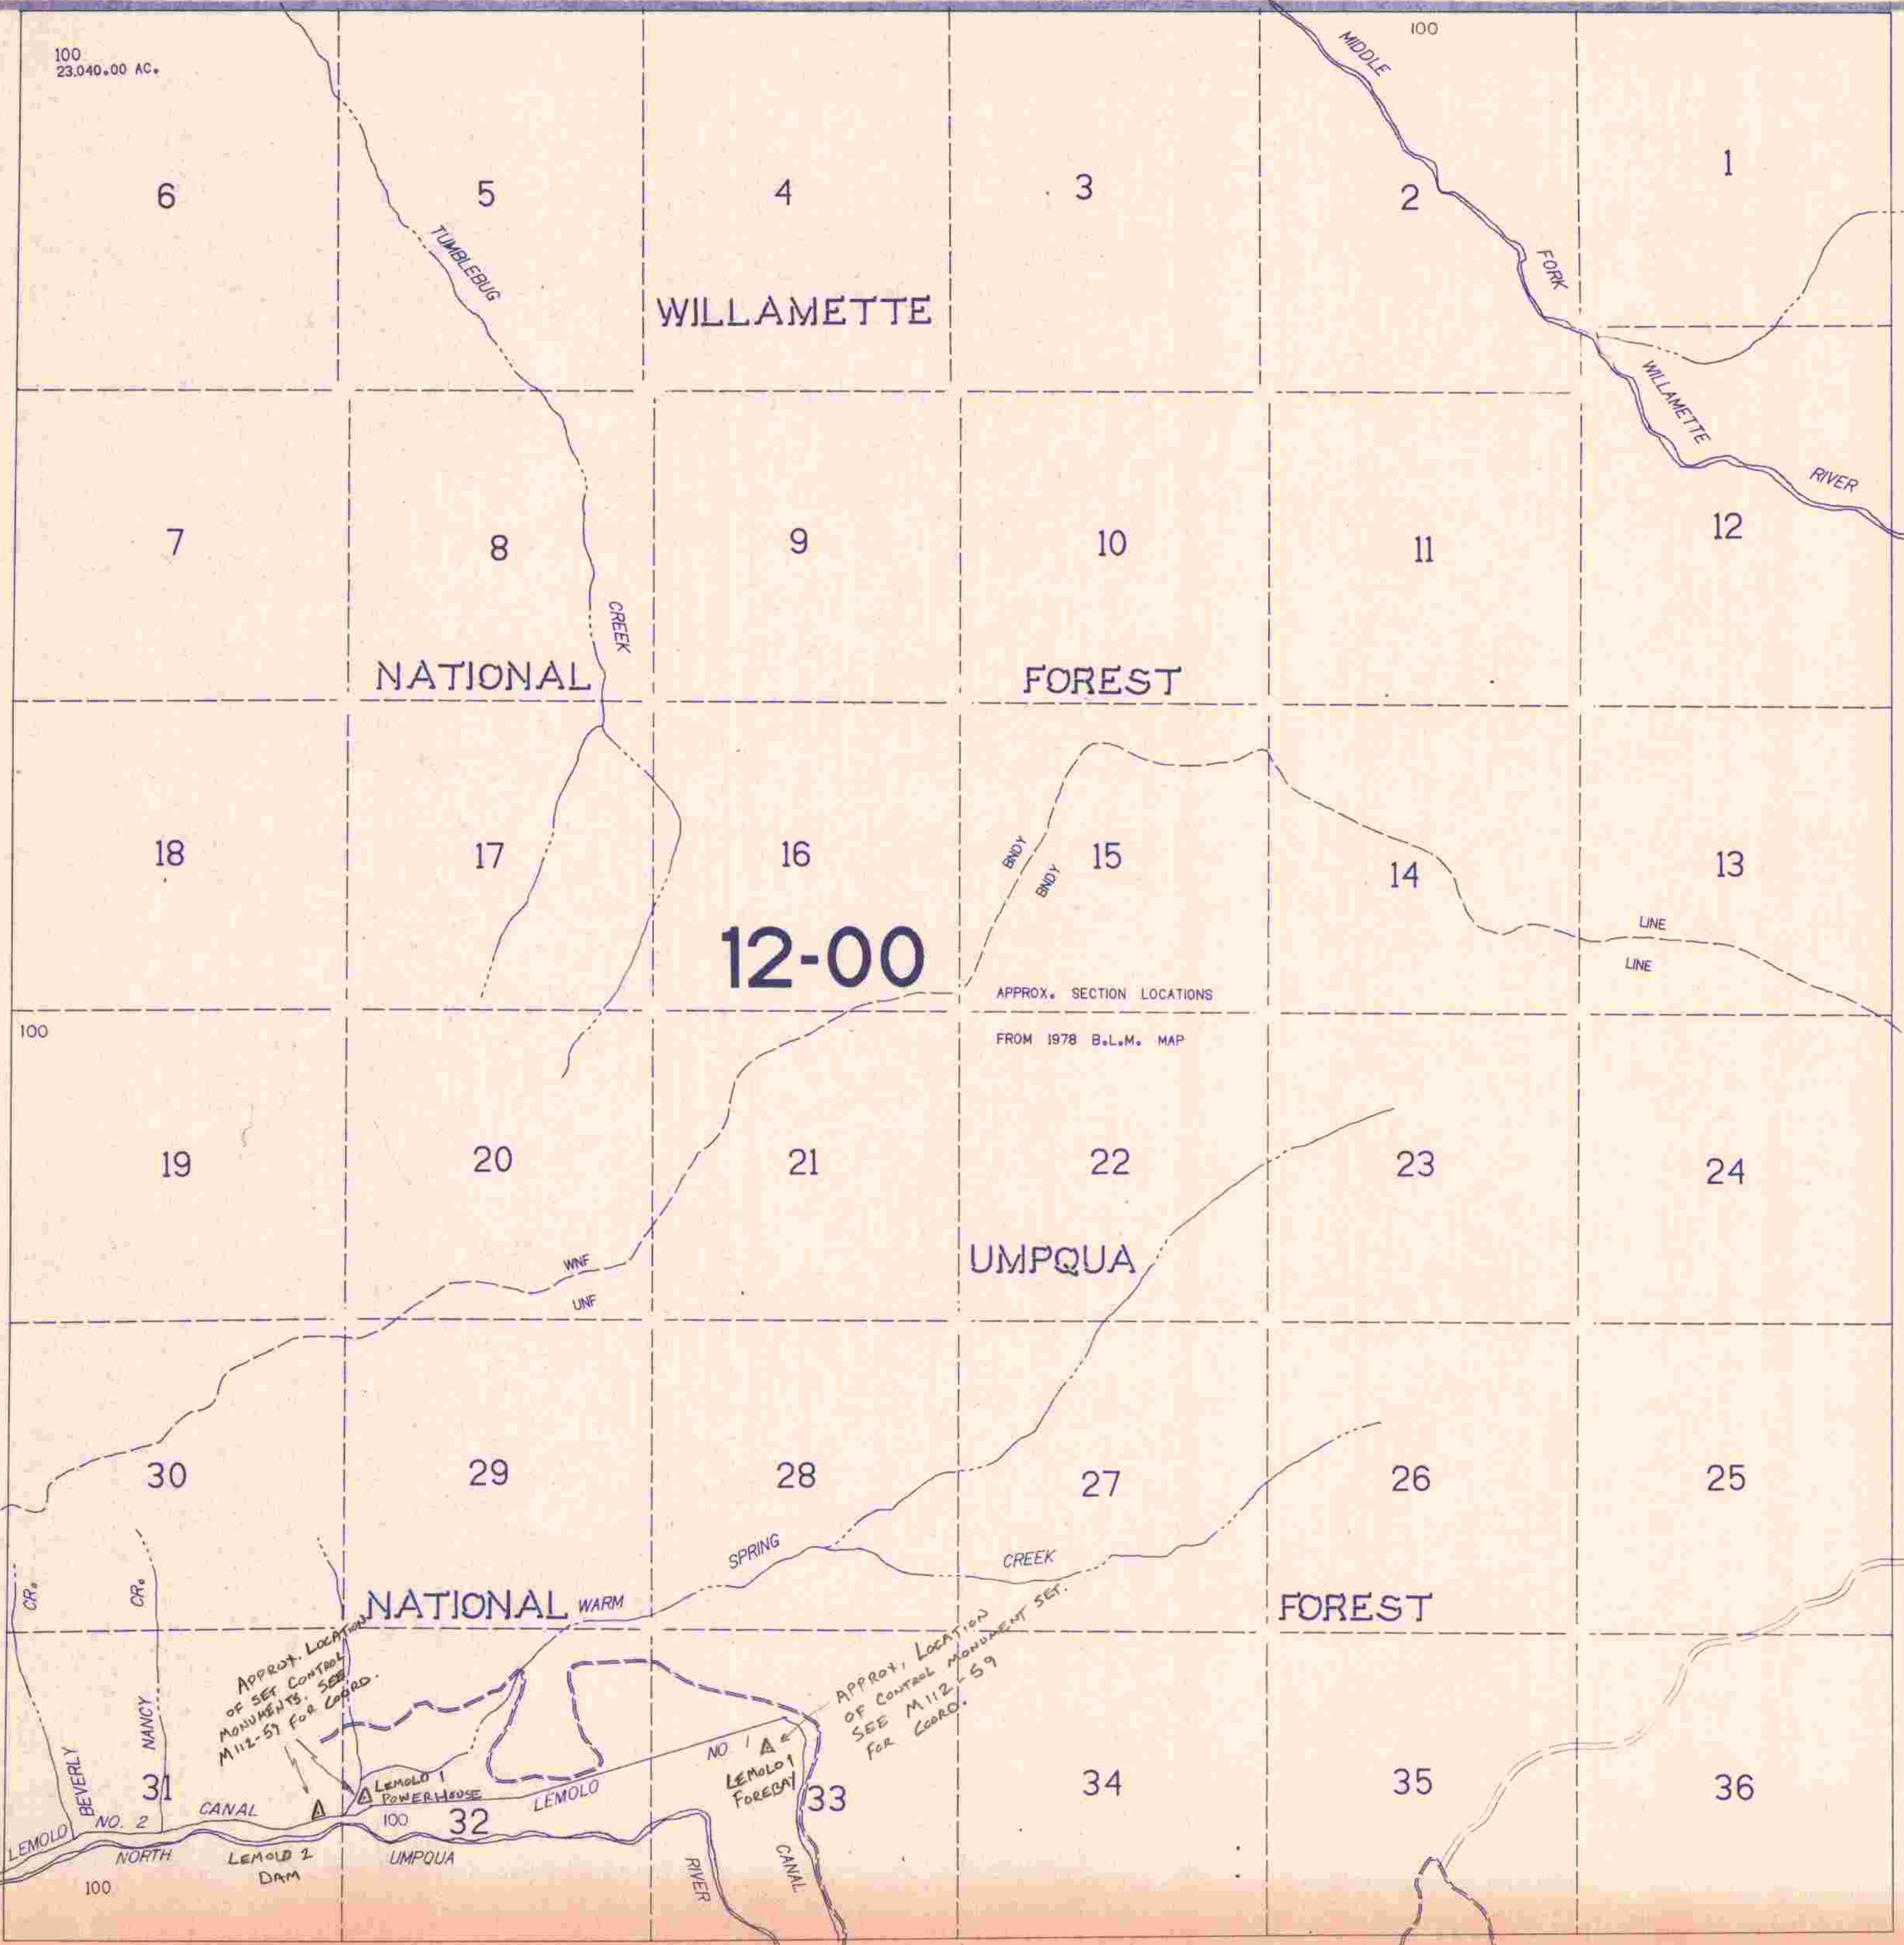 100
23.040.00 AC.
100
MIDDLE
6
5
4
3
2
1
TUMBLEBUG
FORK
WILLAMETTE
WILLAMETTE
RIVER
7
8
9
10
11
12
CREEK
NATIONAL
FOREST
18
17
16
15
14
13
BNDY
BNDY
LINE
LINE
12-00
APPROX. SECTION LOCATIONS
FROM 1978 B.L.M. MAP
100
19
20
21
22
23
24
WNF
UNF
UMPQUA
30
29
28
27
26
25
SPRING
CREEK
CR.
CR.
NATIONAL
WARM
FOREST
APPROX. LOCATION
OF SET CONTROL
MONUMENTS. SEE
M112-59 FOR COORD.
APPROX. LOCATION
OF CONTROL MONUMENT SET.
SEE M112-59
FOR COORD.
BEVERLY
NANCY
31
LEMOLO 1
POWERHOUSE
100
32
LEMOLO
NO 1
LEMOLO 1
FOREBAY
33
34
35
36
LEMOLO
NO. 2
CANAL
NORTH
LEMOLO 2
DAM
UMPQUA
RIVER
CANAL
100